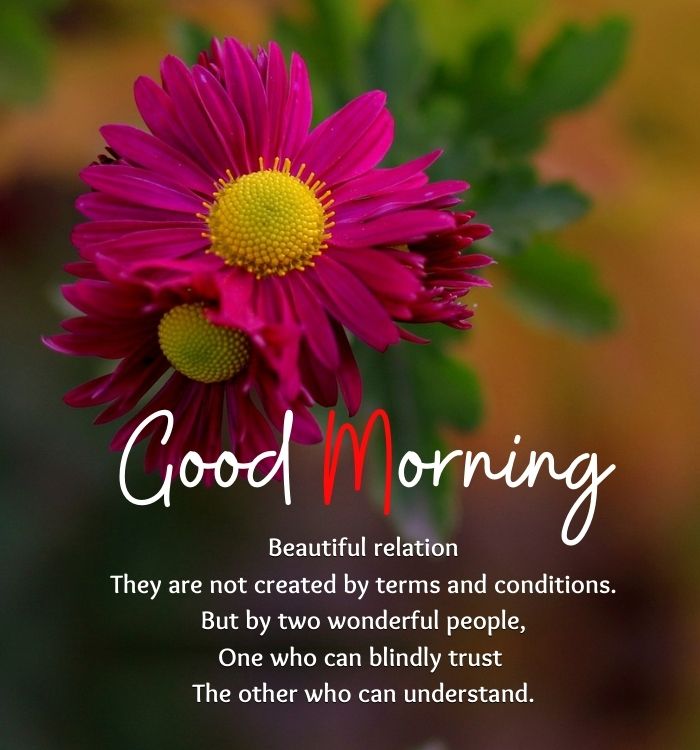 Good Morning
Beautiful relation
They are not created by terms and conditions.
But by two wonderful people,
One who can blindly trust
The other who can understand.